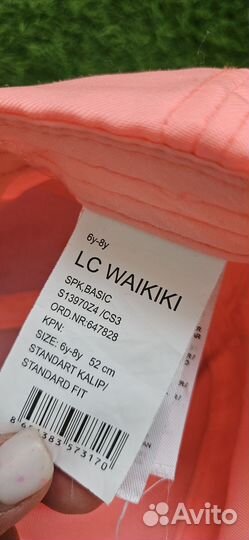 6y-8y
LC WAIKIKI
SPK.BASIC
S13970Z4 /CS3
ORD.NR:647828
KPN:
SIZE: 6y-8y 52 cm
STANDART KALIP/
STANDARD FIT
Avito